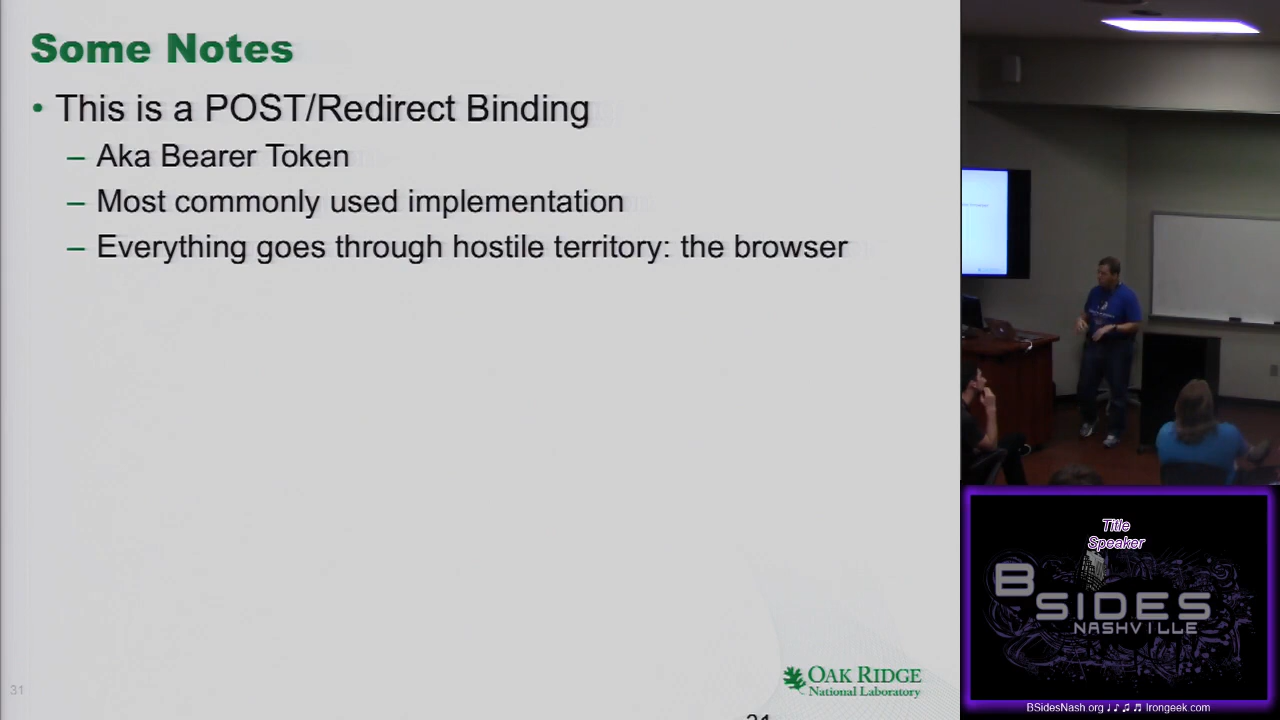 Some Notes
• This is a POST/Redirect Binding
– Aka Bearer Token
– Most commonly used implementation
– Everything goes through hostile territory: the browser
31
OAK RIDGE
National Laboratory
Title
Speaker
BSIDES
NASHVILLE
BSidesNash.org ♩♪♫♬ Irongeek.com